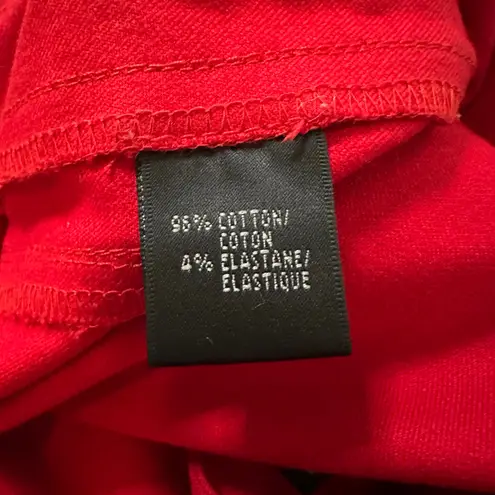 96% COTTON/
COTON
4% ELASTANE/
ELASTIQUE